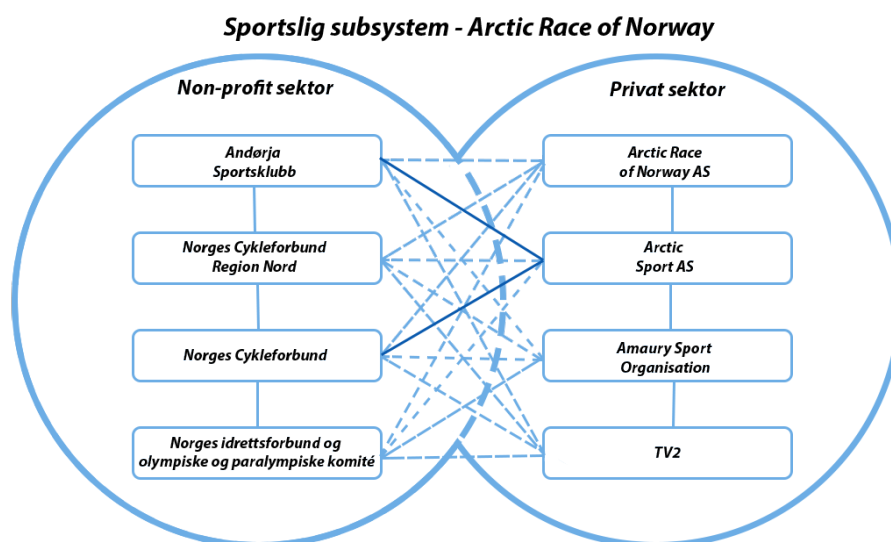 Sportslig subsystem - Arctic Race of Norway
Non-profit sektor
Privat sektor
Andørja
Sportsklubb
Arctic Race
of Norway AS
Norges Cykleforbund
Region Nord
Arctic
Sport AS
Norges Cykleforbund
Amaury Sport
Organisation
Norges idrettsforbund og
olympiske og paralympiske komité
TV2